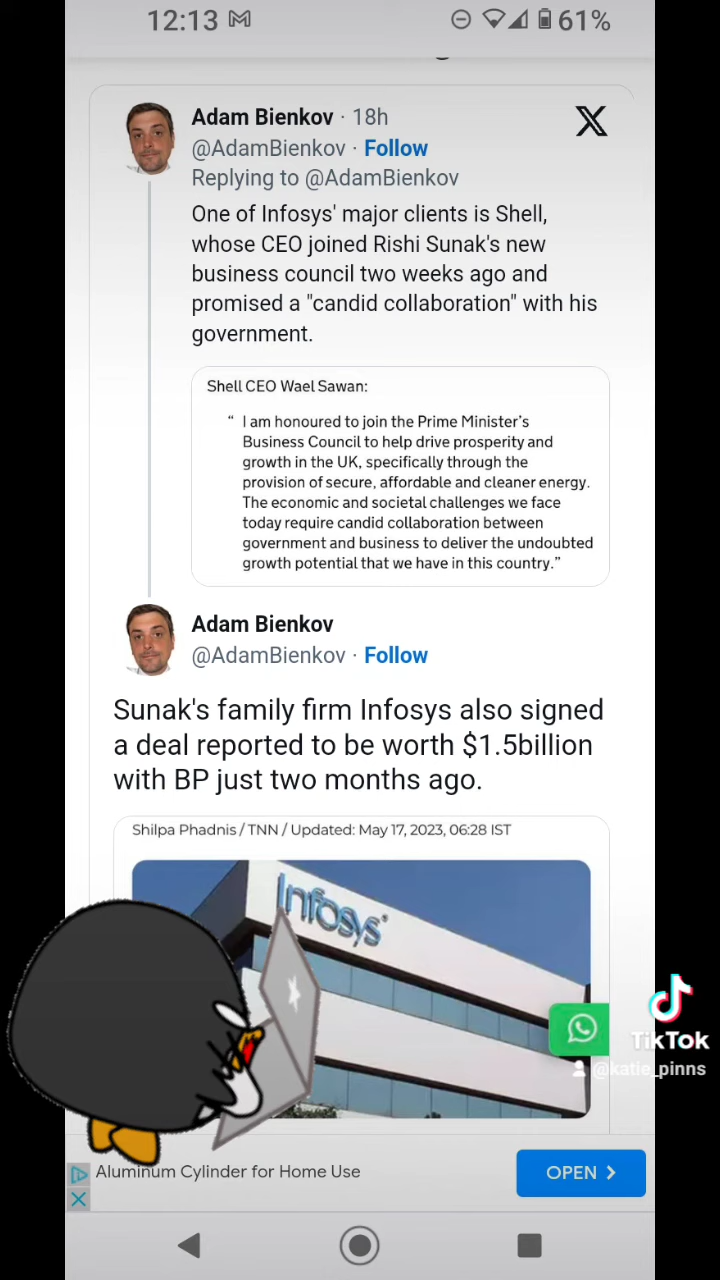 12:13
61%
Adam Bienkov · 18h
@AdamBienkov · Follow
Replying to @AdamBienkov
One of Infosys' major clients is Shell,
whose CEO joined Rishi Sunak's new
business council two weeks ago and
promised a "candid collaboration" with his
government.
Shell CEO Wael Sawan:
“ I am honoured to join the Prime Minister’s
Business Council to help drive prosperity and
growth in the UK, specifically through the
provision of secure, affordable and cleaner energy.
The economic and societal challenges we face
today require candid collaboration between
government and business to deliver the undoubted
growth potential that we have in this country.”
Adam Bienkov
@AdamBienkov · Follow
Sunak's family firm Infosys also signed
a deal reported to be worth $1.5billion
with BP just two months ago.
Shilpa Phadnis / TNN / Updated: May 17, 2023, 06:28 IST
Infosys
TikTok
@katie_pinns
Aluminum Cylinder for Home Use
OPEN